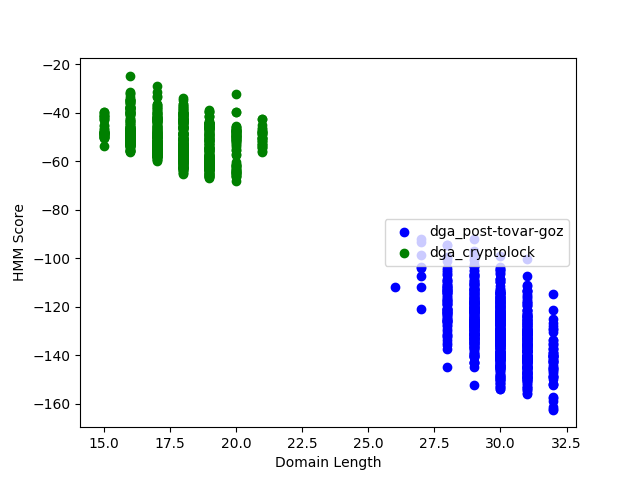 −20
−40
−60
−80
−100
−120
−140
−160
HMM Score
dga_post-tovar-goz
dga_cryptolock
15.0 17.5 20.0 22.5 25.0 27.5 30.0 32.5
Domain Length